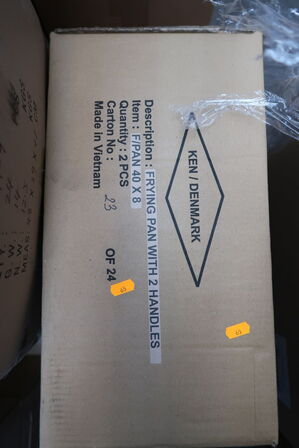 KEN / DENMARK
Description : FRYING PAN WITH 2 HANDLES
Item : F/PAN 40 X 8
Quantity : 2 PCS
Carton No : 23 OF 24
Made in Vietnam